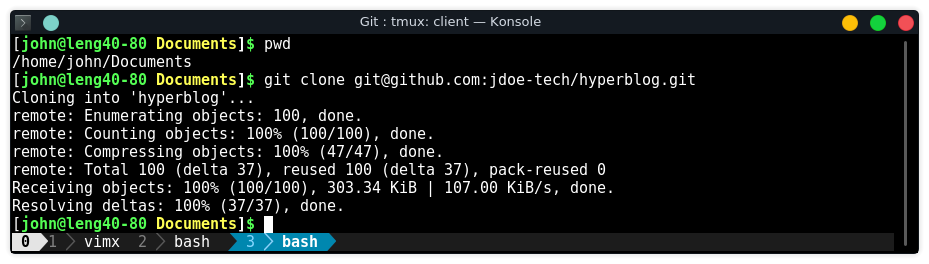 Git : tmux: client — Konsole
[john@leng40-80 Documents]$ pwd
/home/john/Documents
[john@leng40-80 Documents]$ git clone git@github.com:jdoe-tech/hyperblog.git
Cloning into 'hyperblog'...
remote: Enumerating objects: 100, done.
remote: Counting objects: 100% (100/100), done.
remote: Compressing objects: 100% (47/47), done.
remote: Total 100 (delta 37), reused 100 (delta 37), pack-reused 0
Receiving objects: 100% (100/100), 303.34 KiB | 107.00 KiB/s, done.
Resolving deltas: 100% (37/37), done.
[john@leng40-80 Documents]$
0 1 vimx 2 bash 3 bash